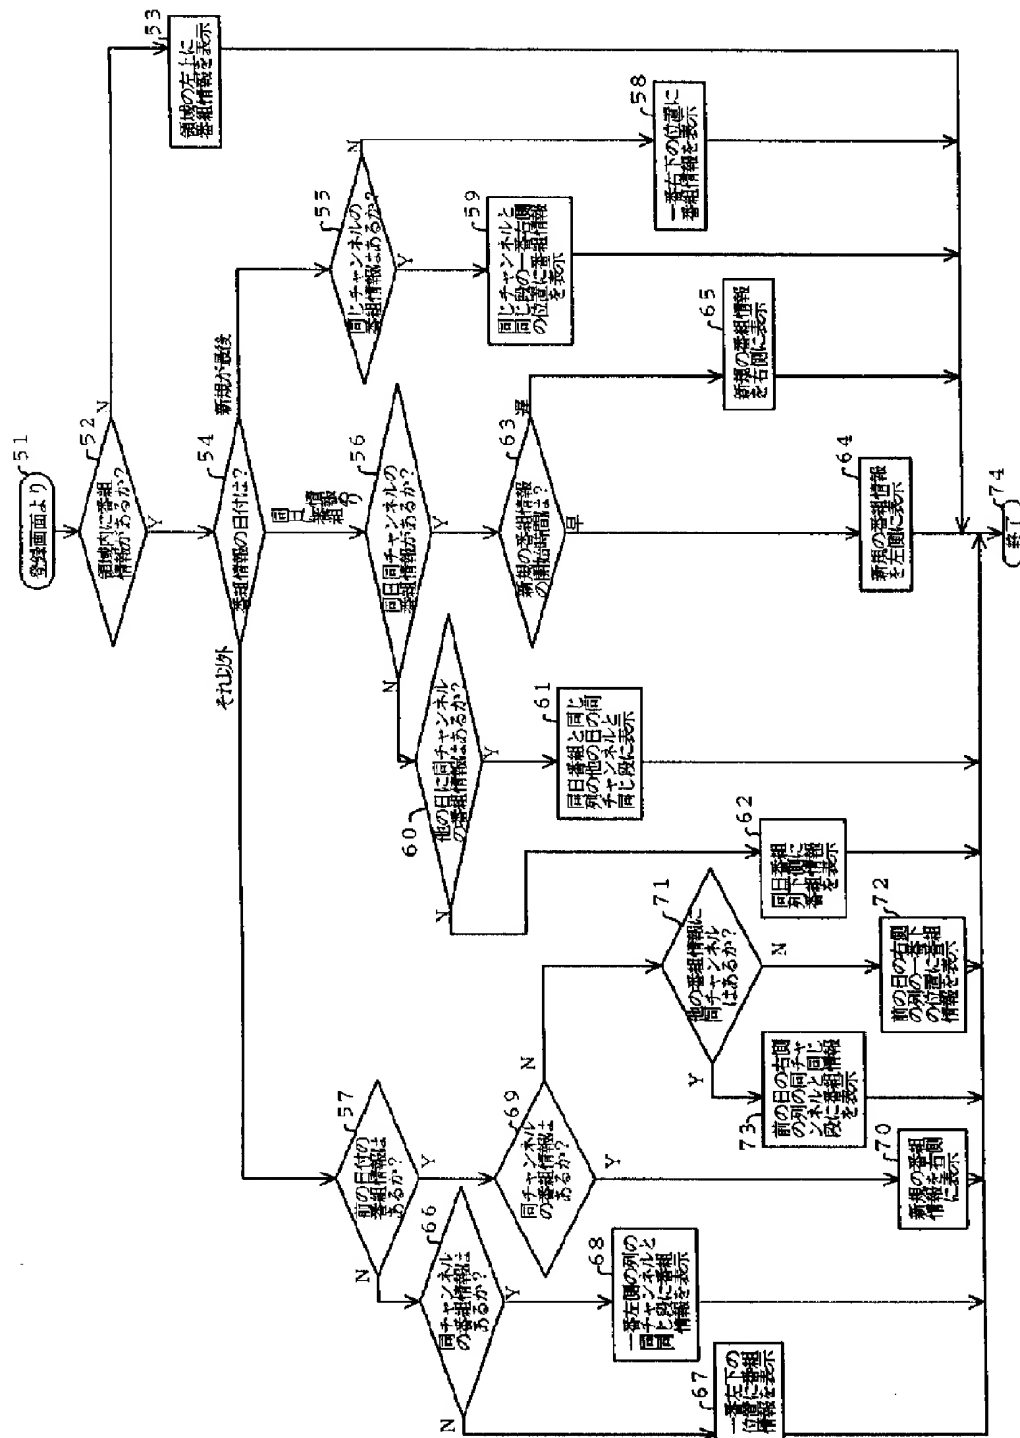 登録画面より
51
領域内に番組
情報があるか?
52
N
Y
領域の左上に
番組情報を表示
53
番組情報の日付は?
54
新規が最後
同日番組
情報あり
それ以外
同じチャンネルの
番組情報はあるか?
55
N
Y
一番右下の位置に
番組情報を表示
58
同じチャンネルと
同じ段の一番右側
の位置に番組情報
を表示
59
同日同チャンネルの
番組情報があるか?
56
N
Y
新規の番組情報
の開始時間は?
63
遅
早
新規の番組情報
を右側に表示
65
新規の番組情報
を左側に表示
64
他の日に同チャンネル
の番組情報はあるか?
60
N
Y
同日番組と同じ
列の他の日の同
チャンネルと
同じ段に表示
61
同日番組
列下側に
番組情報
を表示
62
前の日付の
番組情報は
あるか?
57
N
Y
同チャンネル
の番組情報は
あるか?
69
N
Y
他の番組情報に
同チャンネル
はあるか?
71
Y
N
前の日の右側
の列の一番下
の位置に番組
情報を表示
72
前の日の右側
の列の同チャ
ンネルと同じ
段に番組情報
を表示
73
新規の番組
情報を右側
に表示
70
同チャンネル
の番組情報は
あるか?
66
N
Y
一番左側の列の
同チャンネルと
同じ段に番組
情報を表示
68
一番左下の
位置に番組
情報を表示
67
終了
74